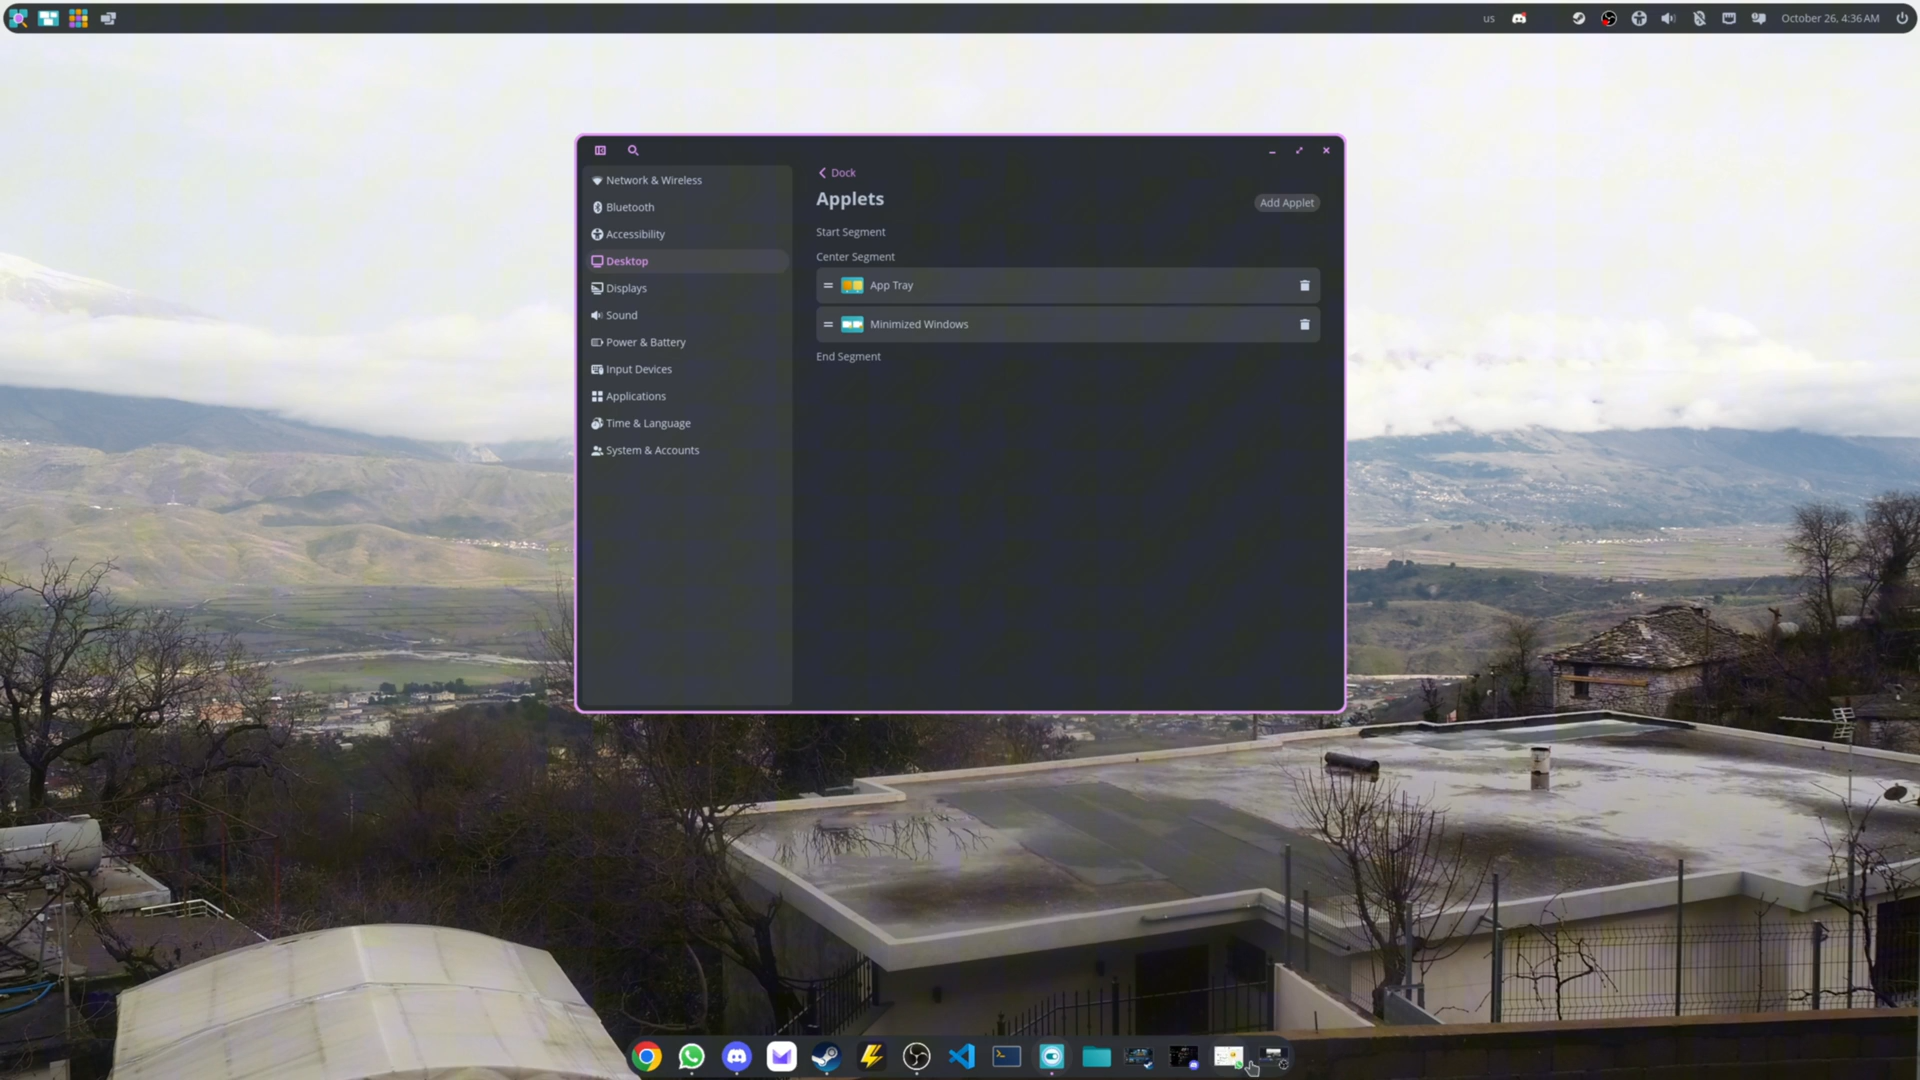 us
October 26, 4:36 AM
Network & Wireless
Bluetooth
Accessibility
Desktop
Displays
Sound
Power & Battery
Input Devices
Applications
Time & Language
System & Accounts
Dock
Applets
Add Applet
Start Segment
Center Segment
App Tray
Minimized Windows
End Segment